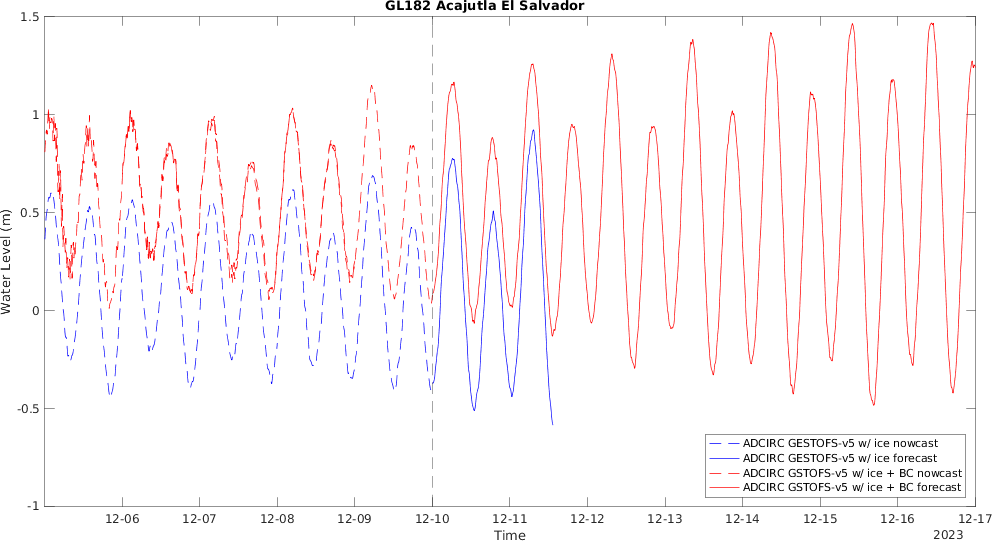 GL182 Acajutla El Salvador
1.5
1
0.5
0
-0.5
-1
Water Level (m)
12-06 12-07 12-08 12-09 12-10 12-11 12-12 12-13 12-14 12-15 12-16 12-17
Time
2023
ADCIRC GESTOFS-v5 w/ ice nowcast
ADCIRC GESTOFS-v5 w/ ice forecast
ADCIRC GSTOFS-v5 w/ ice + BC nowcast
ADCIRC GSTOFS-v5 w/ ice + BC forecast